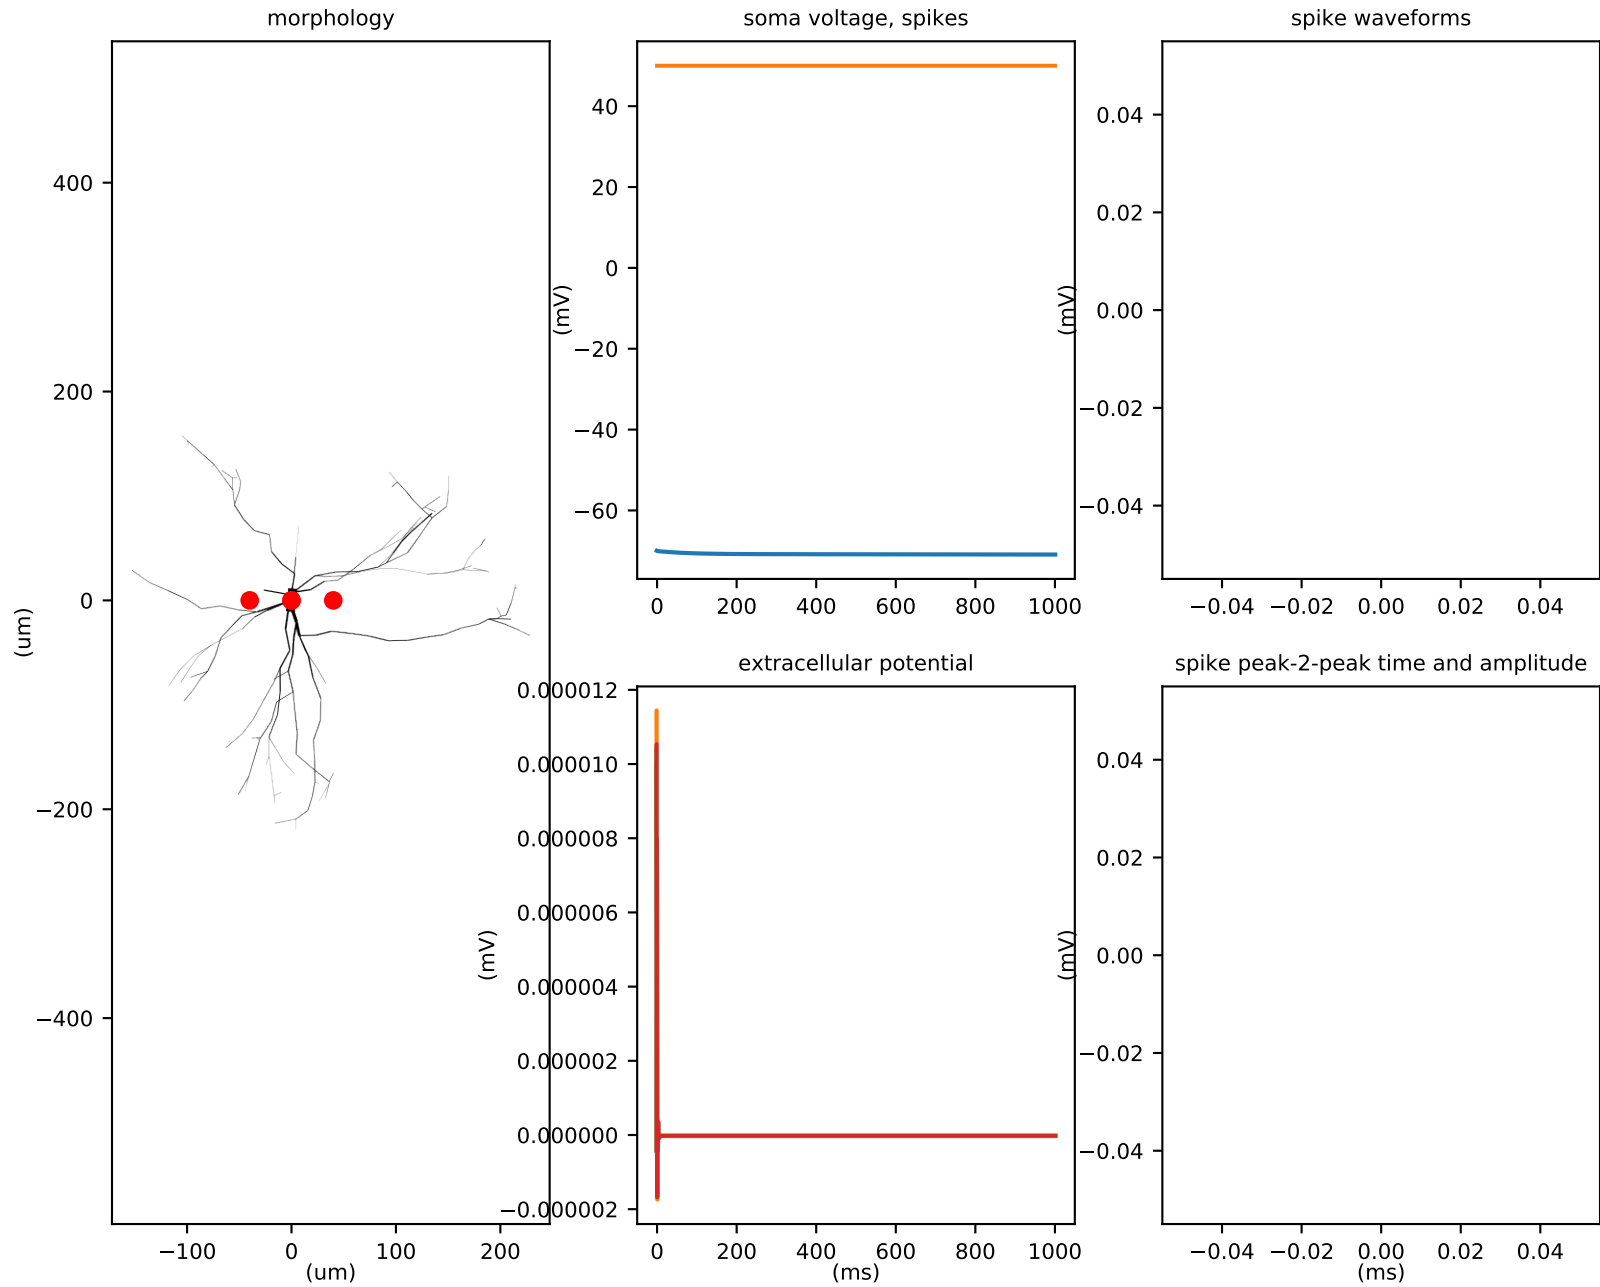 morphology
soma voltage, spikes
spike waveforms
400
200
0
−200
−400
(um)
−100 0 100 200
(um)
40
20
0
−20
−40
−60
(mV)
0 200 400 600 800 1000
0.04
0.02
0.00
−0.02
−0.04
(mV)
−0.04 −0.02 0.00 0.02 0.04
extracellular potential
spike peak-2-peak time and amplitude
0.000012
0.000010
0.000008
0.000006
0.000004
0.000002
0.000000
−0.000002
(mV)
0 200 400 600 800 1000
(ms)
0.04
0.02
0.00
−0.02
−0.04
(mV)
−0.04 −0.02 0.00 0.02 0.04
(ms)